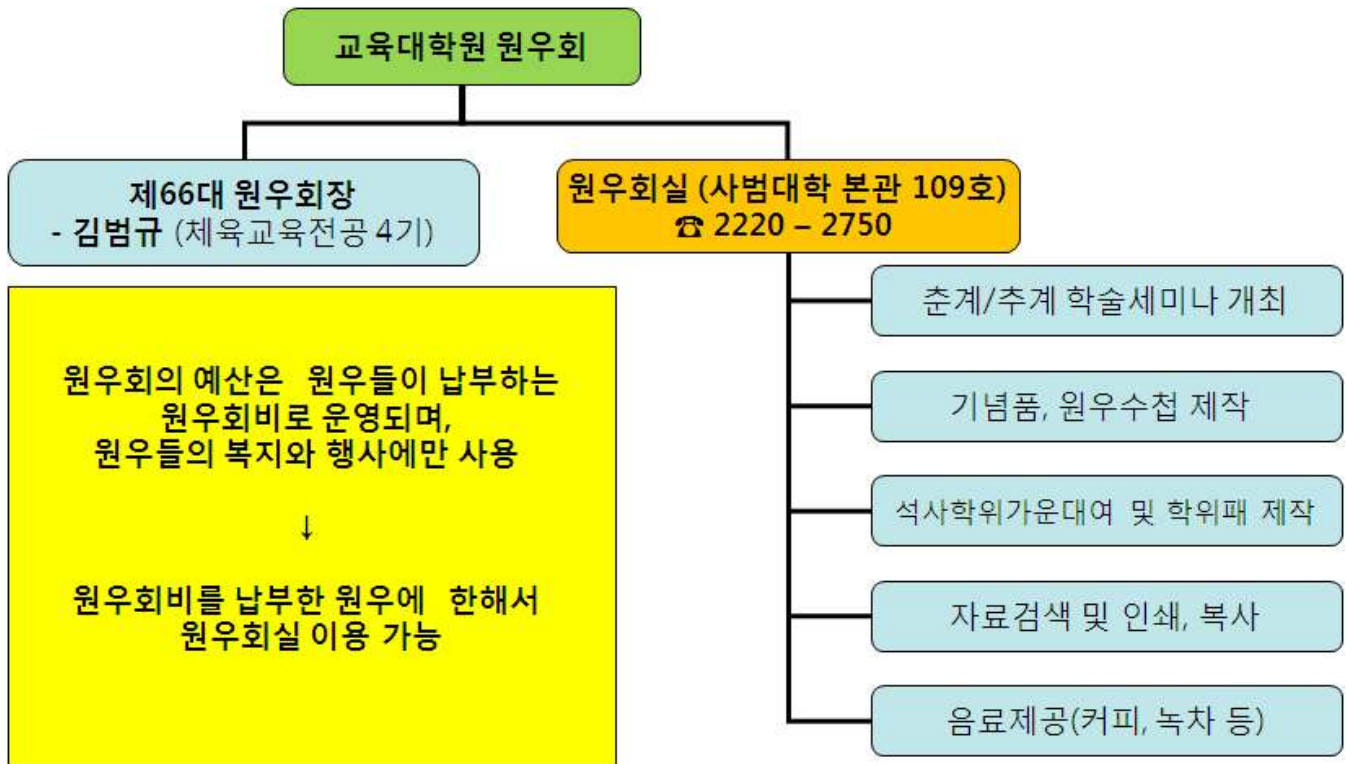 교육대학원 원우회
제66대 원우회장
- 김범규 (체육교육전공 4기)
원우회실 (사범대학 본관 109호)
☎ 2220 – 2750
원우회의 예산은 원우들이 납부하는
원우회비로 운영되며,
원우들의 복지와 행사에만 사용
↓
원우회비를 납부한 원우에 한해서
원우회실 이용 가능
춘계/추계 학술세미나 개최
기념품, 원우수첩 제작
석사학위가운대여 및 학위패 제작
자료검색 및 인쇄, 복사
음료제공(커피, 녹차 등)